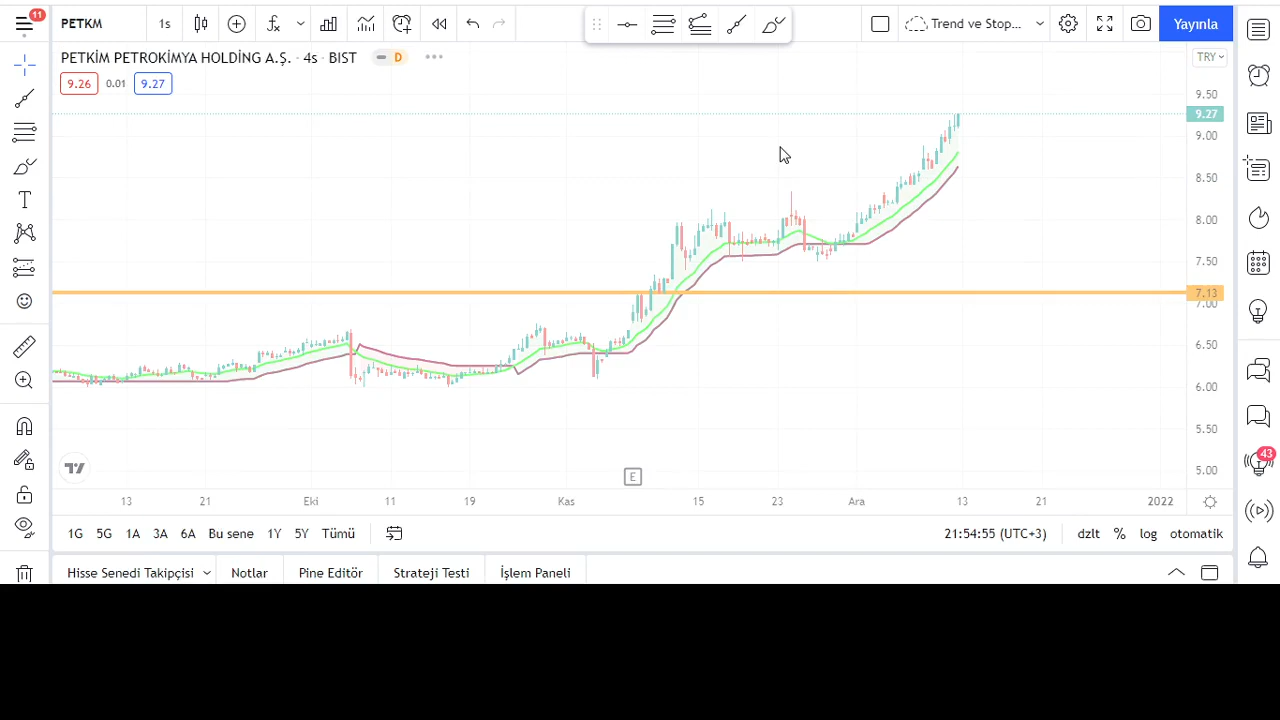 11
PETKM 1s Trend ve Stop... Yayınla
PETKİM PETROKİMYA HOLDİNG A.Ş. · 4s · BIST D
TRY
9.26 0.01 9.27
9.50
9.27
9.00
8.50
8.00
7.50
7.13
7.00
6.50
6.00
5.50
5.00
E
13 21 Eki 11 19 Kas 15 23 Ara 13 21 2022
1G 5G 1A 3A 6A Bu sene 1Y 5Y Tümü 21:54:55 (UTC+3) dzlt % log otomatik
Hisse Senedi Takipçisi Notlar Pine Editör Strateji Testi İşlem Paneli
43